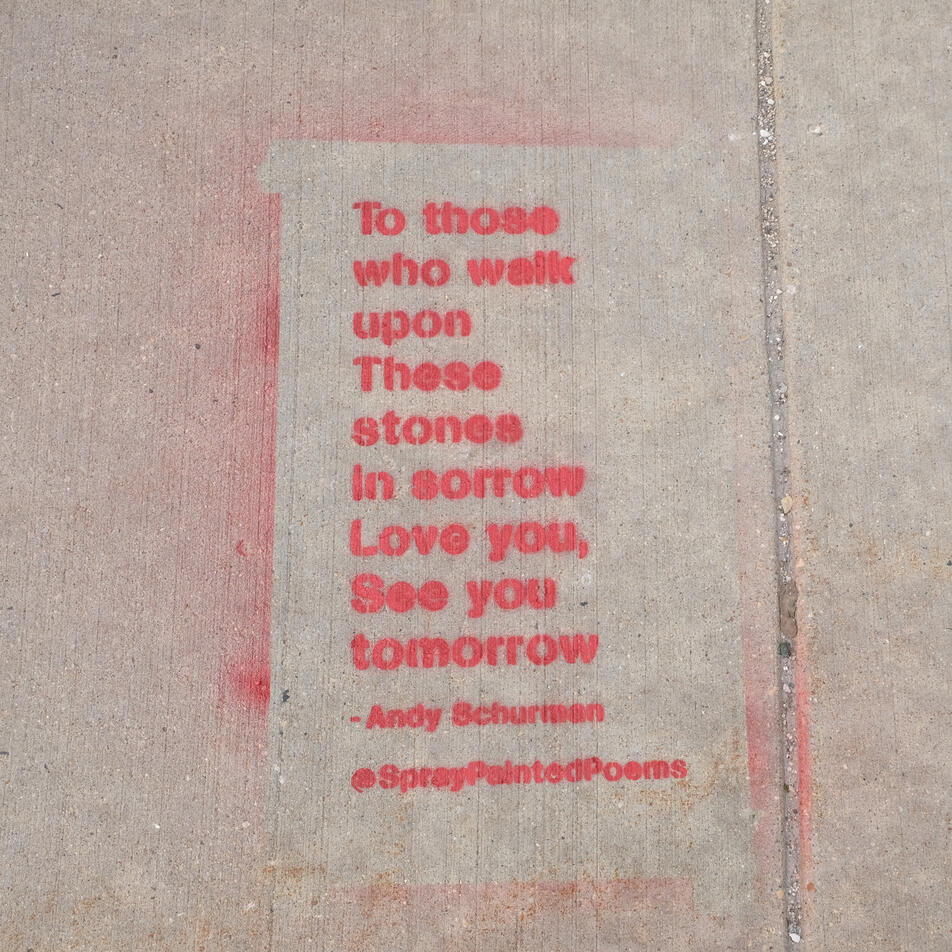 To those
who walk
upon
These
stones
In sorrow
Love you,
See you
tomorrow
- Andy Schurman
@SprayPaintedPoems